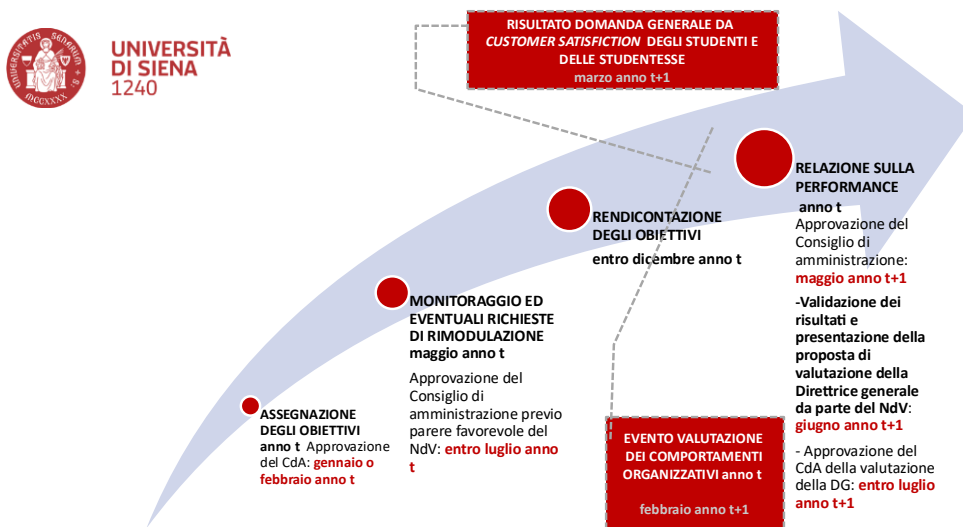 UNIVERSITÀ
DI SIENA
1240
RISULTATO DOMANDA GENERALE DA
CUSTOMER SATISFICTION DEGLI STUDENTI E
DELLE STUDENTESSE
marzo anno t+1
RELAZIONE SULLA
PERFORMANCE
anno t
Approvazione del
Consiglio di
amministrazione:
maggio anno t+1
-Validazione dei
risultati e
presentazione della
proposta di
valutazione della
Direttrice generale
da parte del NdV:
giugno anno t+1
- Approvazione del
CdA della valutazione
della DG: entro luglio
anno t+1
RENDICONTAZIONE
DEGLI OBIETTIVI
entro dicembre anno t
MONITORAGGIO ED
EVENTUALI RICHIESTE
DI RIMODULAZIONE
maggio anno t
Approvazione del
Consiglio di
amministrazione previo
parere favorevole del
NdV: entro luglio anno
t
ASSEGNAZIONE
DEGLI OBIETTIVI
anno t Approvazione
del CdA: gennaio o
febbraio anno t
EVENTO VALUTAZIONE
DEI COMPORTAMENTI
ORGANIZZATIVI anno t
febbraio anno t+1